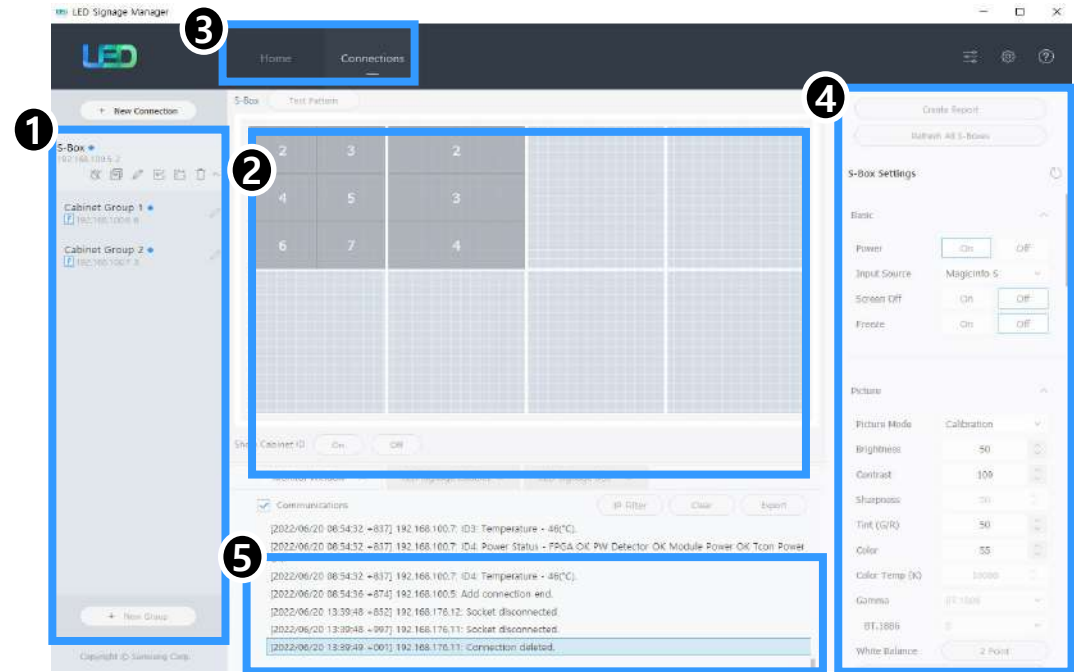 LED Signage Manager
3
LED
Home
Connections
4
+ New Connection
S-Box
Test Pattern
Create Report
Refresh All S-Boxes
1
S-Box
2
2
3
2
4
5
3
6
7
4
S-Box Settings
Cabinet Group 1
Cabinet Group 2
Basic
Power
On
Off
Input Source
MagicInfo S
Screen Off
On
Off
Freeze
On
Off
Picture
Picture Mode
Calibration
Brightness
50
Contrast
100
Sharpness
50
Tint (G/R)
50
Color
55
Color Temp (K)
10000
Gamma
BT.1886
BT.1886
0
White Balance
2 Point
Show Cabinet ID
On
Off
Communications
IP Filter
Clear
Export
[2022/06/20 08:54:32 +837] 192.168.100.7: ID3: Temperature - 46(°C).
[2022/06/20 08:54:32 +837] 192.168.100.7: ID4: Power Status - FPGA OK PW Detector OK Module Power OK Tcon Power
5
[2022/06/20 08:54:32 +837] 192.168.100.7: ID4: Temperature - 46(°C).
[2022/06/20 08:54:36 +874] 192.168.100.5: Add connection end.
[2022/06/20 13:39:48 +852] 192.168.176.12: Socket disconnected.
[2022/06/20 13:39:48 +997] 192.168.176.11: Socket disconnected.
[2022/06/20 13:39:49 +001] 192.168.176.11: Connection deleted.
+ New Group
Copyright © Samsung Corp.